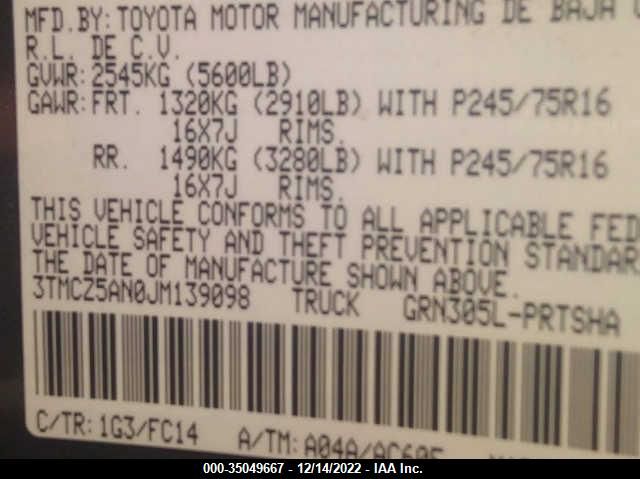 MFD.BY: TOYOTA MOTOR MANUFACTURING DE BAJA
R.L. DE C.V.
GVWR: 2545KG (5600LB)
GAWR: FRT. 1320KG (2910LB) WITH P245/75R16
16X7J RIMS.
RR. 1490KG (3280LB) WITH P245/75R16
16X7J RIMS.
THIS VEHICLE CONFORMS TO ALL APPLICABLE FED
VEHICLE SAFETY AND THEFT PREVENTION STANDAR
THE DATE OF MANUFACTURE SHOWN ABOVE.
3TMCZ5AN0JM139098 TRUCK GRN305L-PRTSHA
C/TR: 1G3/FC14 A/TM: A04A/AC60F
000-35049667 - 12/14/2022 - IAA Inc.